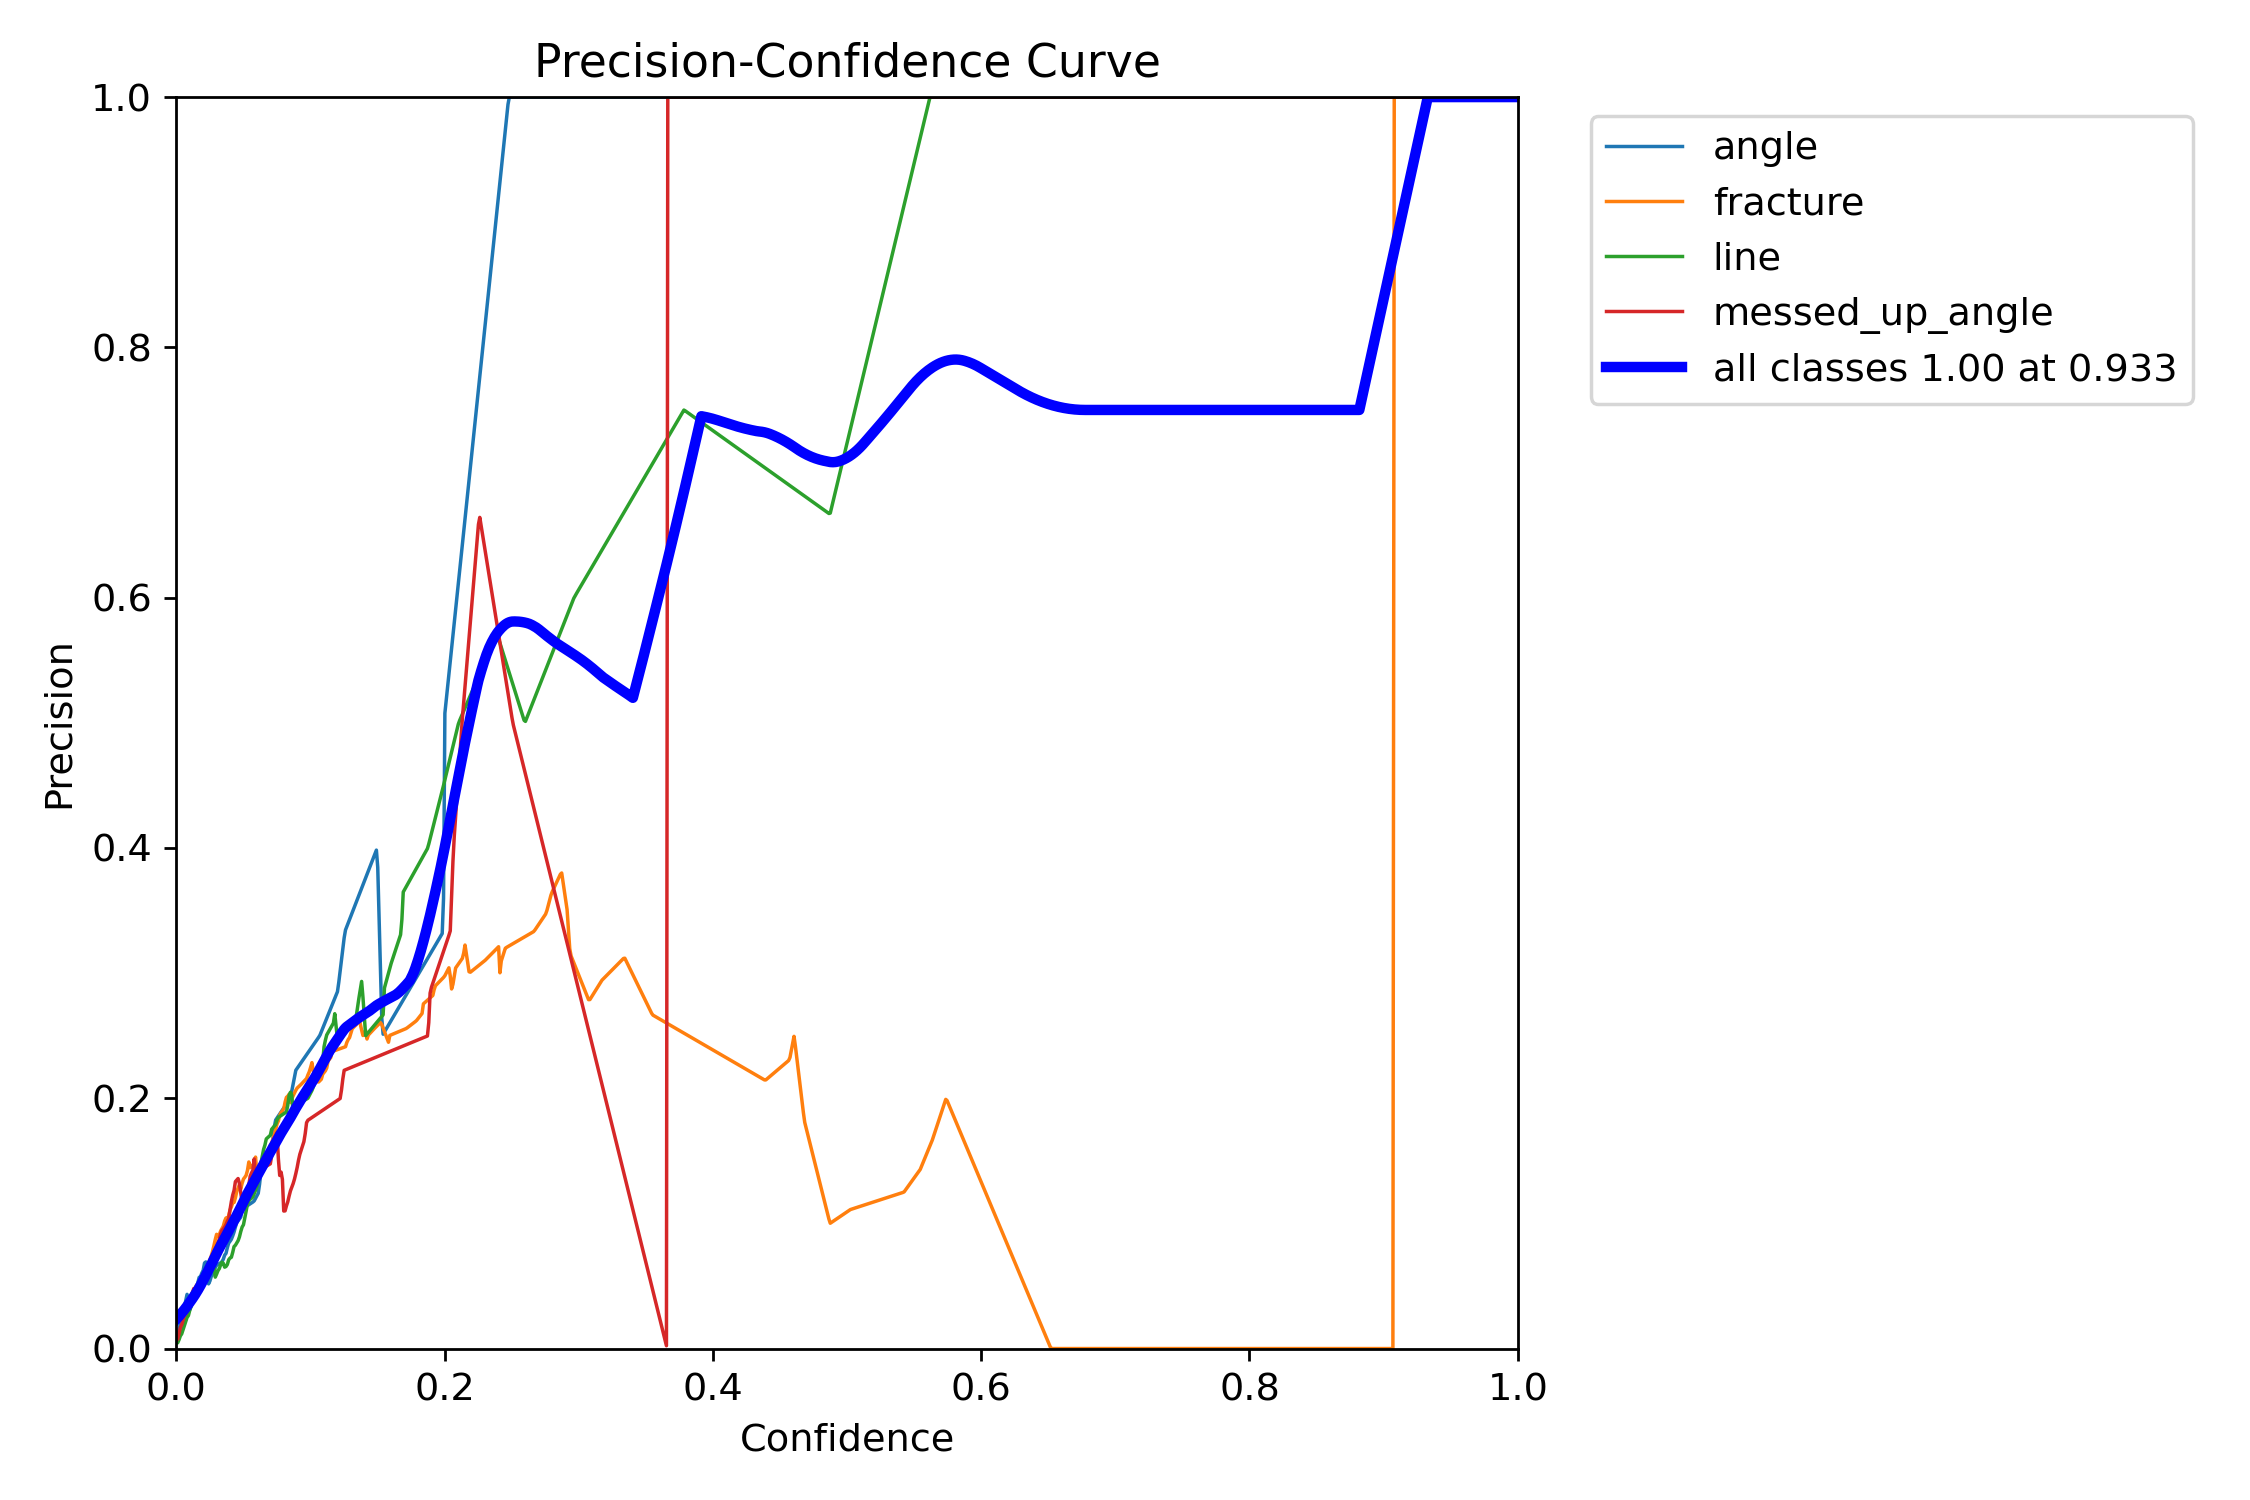 Precision-Confidence Curve
1.0
0.8
0.6
0.4
0.2
0.0
Precision
0.0 0.2 0.4 0.6 0.8 1.0
Confidence
angle
fracture
line
messed_up_angle
all classes 1.00 at 0.933